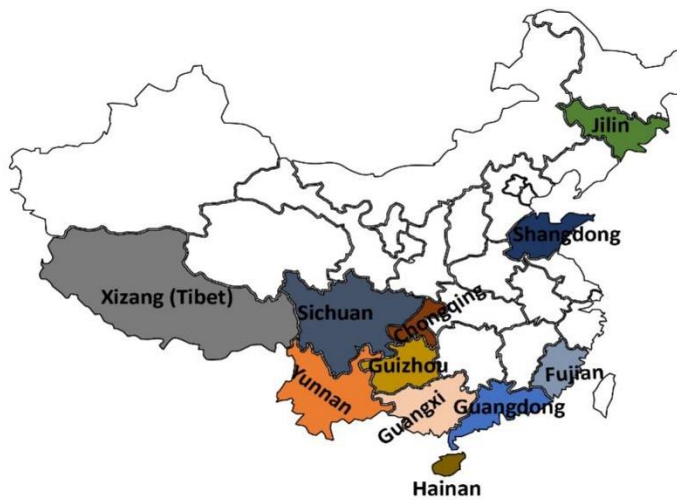 Jilin
Shangdong
Xizang (Tibet)
Sichuan
Chongqing
Guizhou
Fujian
Yunnan
Guangxi
Guangdong
Hainan